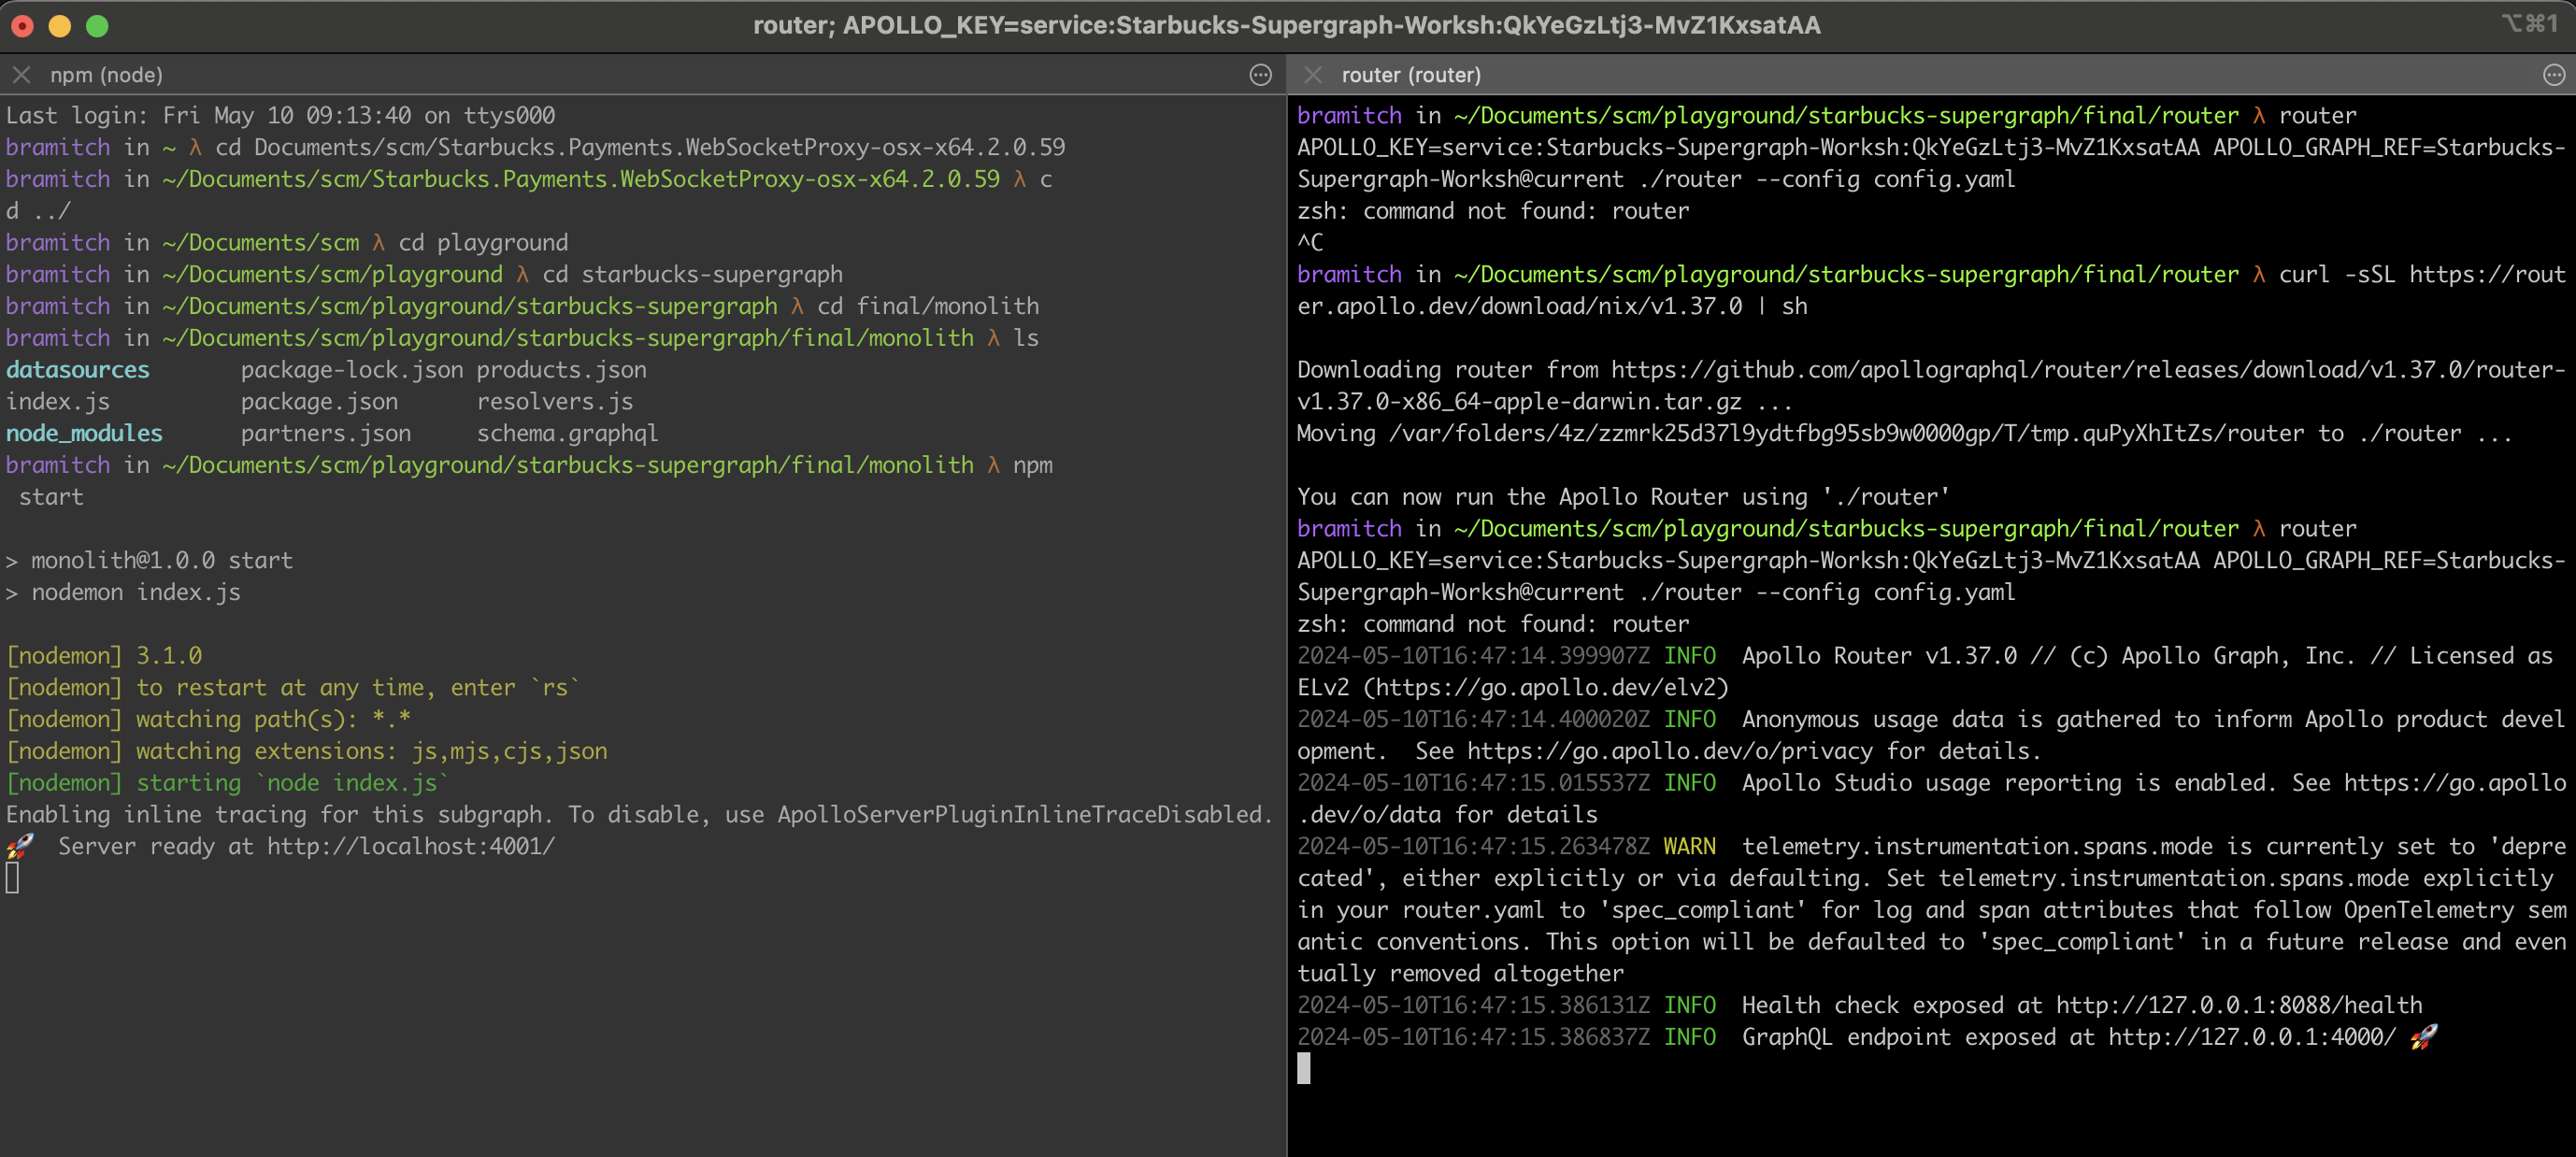 router; APOLLO_KEY=service:Starbucks-Supergraph-Worksh:QkYeGzLtj3-MvZ1KxsatAA
⌥⌘1
npm (node)
Last login: Fri May 10 09:13:40 on ttys000
bramitch in ~ λ cd Documents/scm/Starbucks.Payments.WebSocketProxy-osx-x64.2.0.59
bramitch in ~/Documents/scm/Starbucks.Payments.WebSocketProxy-osx-x64.2.0.59 λ c
d ../
bramitch in ~/Documents/scm λ cd playground
bramitch in ~/Documents/scm/playground λ cd starbucks-supergraph
bramitch in ~/Documents/scm/playground/starbucks-supergraph λ cd final/monolith
bramitch in ~/Documents/scm/playground/starbucks-supergraph/final/monolith λ ls
datasources       package-lock.json products.json
index.js          package.json      resolvers.js
node_modules      partners.json     schema.graphql
bramitch in ~/Documents/scm/playground/starbucks-supergraph/final/monolith λ npm
 start
> monolith@1.0.0 start
> nodemon index.js
[nodemon] 3.1.0
[nodemon] to restart at any time, enter `rs`
[nodemon] watching path(s): *.*
[nodemon] watching extensions: js,mjs,cjs,json
[nodemon] starting `node index.js`
Enabling inline tracing for this subgraph. To disable, use ApolloServerPluginInlineTraceDisabled.
🚀  Server ready at http://localhost:4001/
router (router)
bramitch in ~/Documents/scm/playground/starbucks-supergraph/final/router λ router
APOLLO_KEY=service:Starbucks-Supergraph-Worksh:QkYeGzLtj3-MvZ1KxsatAA APOLLO_GRAPH_REF=Starbucks-
Supergraph-Worksh@current ./router --config config.yaml
zsh: command not found: router
^C
bramitch in ~/Documents/scm/playground/starbucks-supergraph/final/router λ curl -sSL https://rout
er.apollo.dev/download/nix/v1.37.0 | sh
Downloading router from https://github.com/apollographql/router/releases/download/v1.37.0/router-
v1.37.0-x86_64-apple-darwin.tar.gz ...
Moving /var/folders/4z/zzmrk25d37l9ydtfbg95sb9w0000gp/T/tmp.quPyXhItZs/router to ./router ...
You can now run the Apollo Router using './router'
bramitch in ~/Documents/scm/playground/starbucks-supergraph/final/router λ router
APOLLO_KEY=service:Starbucks-Supergraph-Worksh:QkYeGzLtj3-MvZ1KxsatAA APOLLO_GRAPH_REF=Starbucks-
Supergraph-Worksh@current ./router --config config.yaml
zsh: command not found: router
2024-05-10T16:47:14.399907Z INFO  Apollo Router v1.37.0 // (c) Apollo Graph, Inc. // Licensed as
ELv2 (https://go.apollo.dev/elv2)
2024-05-10T16:47:14.400020Z INFO  Anonymous usage data is gathered to inform Apollo product devel
opment.  See https://go.apollo.dev/o/privacy for details.
2024-05-10T16:47:15.015537Z INFO  Apollo Studio usage reporting is enabled. See https://go.apollo
.dev/o/data for details
2024-05-10T16:47:15.263478Z WARN  telemetry.instrumentation.spans.mode is currently set to 'depre
cated', either explicitly or via defaulting. Set telemetry.instrumentation.spans.mode explicitly
in your router.yaml to 'spec_compliant' for log and span attributes that follow OpenTelemetry sem
antic conventions. This option will be defaulted to 'spec_compliant' in a future release and even
tually removed altogether
2024-05-10T16:47:15.386131Z INFO  Health check exposed at http://127.0.0.1:8088/health
2024-05-10T16:47:15.386837Z INFO  GraphQL endpoint exposed at http://127.0.0.1:4000/ 🚀